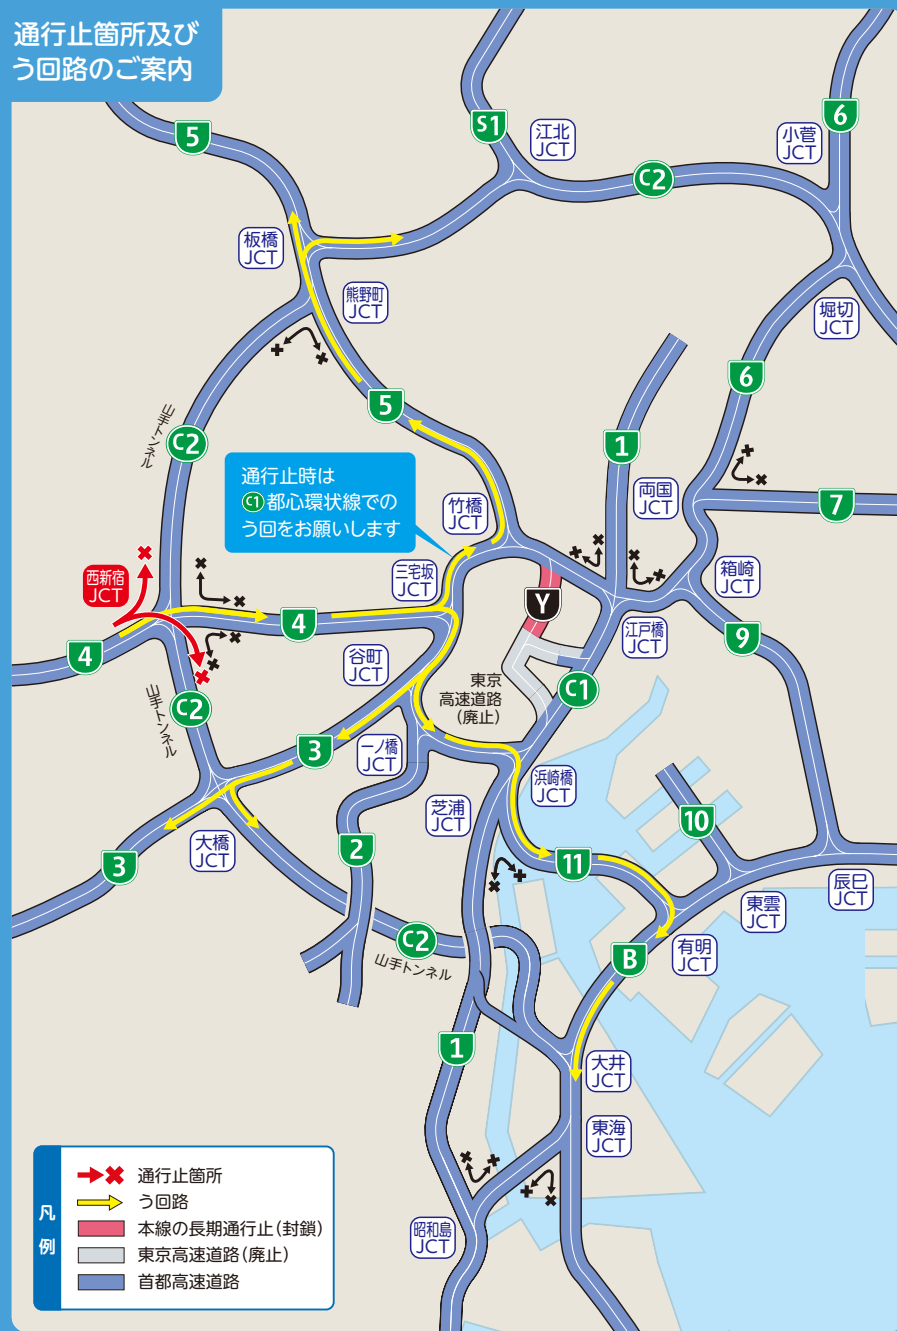 通行止箇所及び
う回路のご案内
5
S1
江北
JCT
C2
小菅
JCT
6
板橋
JCT
熊野町
JCT
堀切
JCT
5
6
山手トンネル
C2
1
通行止時は
C1都心環状線での
う回をお願いします
竹橋
JCT
両国
JCT
7
三宅坂
JCT
西新宿
JCT
箱崎
JCT
4
Y
江戸橋
JCT
9
4
谷町
JCT
山手トンネル
C2
東京
高速道路
(廃止)
C1
3
一ノ橋
JCT
浜崎橋
JCT
芝浦
JCT
10
大橋
JCT
2
3
11
辰巳
JCT
東雲
JCT
C2
山手トンネル
B
有明
JCT
1
大井
JCT
東海
JCT
昭和島
JCT
凡例
通行止箇所
う回路
本線の長期通行止(封鎖)
東京高速道路(廃止)
首都高速道路